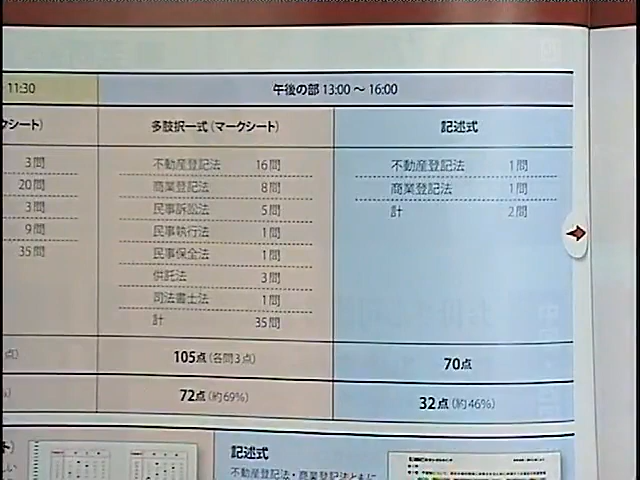 11:30
午後の部 13:00 ～ 16:00
クシート)
多肢択一式 (マークシート)
記述式
3問
不動産登記法 16問
不動産登記法 1問
20問
商業登記法 8問
商業登記法 1問
3問
民事訴訟法 5問
計 2問
9問
民事執行法 1問
35問
民事保全法 1問
供託法 3問
司法書士法 1問
計 35問
点)
105点 (各問3点)
70点
72点 (約69%)
32点 (約46%)
記述式
不動産登記法・商業登記法ともに